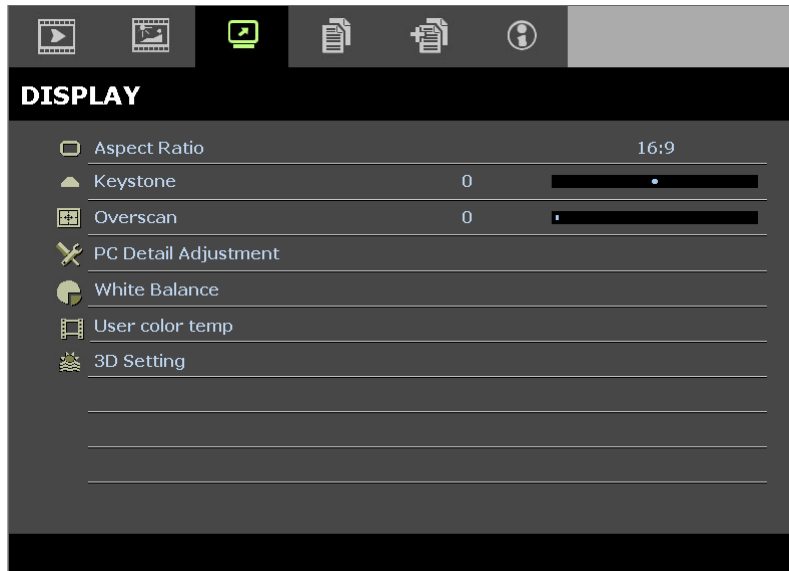 DISPLAY
Aspect Ratio 16:9
Keystone 0
Overscan 0
PC Detail Adjustment
White Balance
User color temp
3D Setting